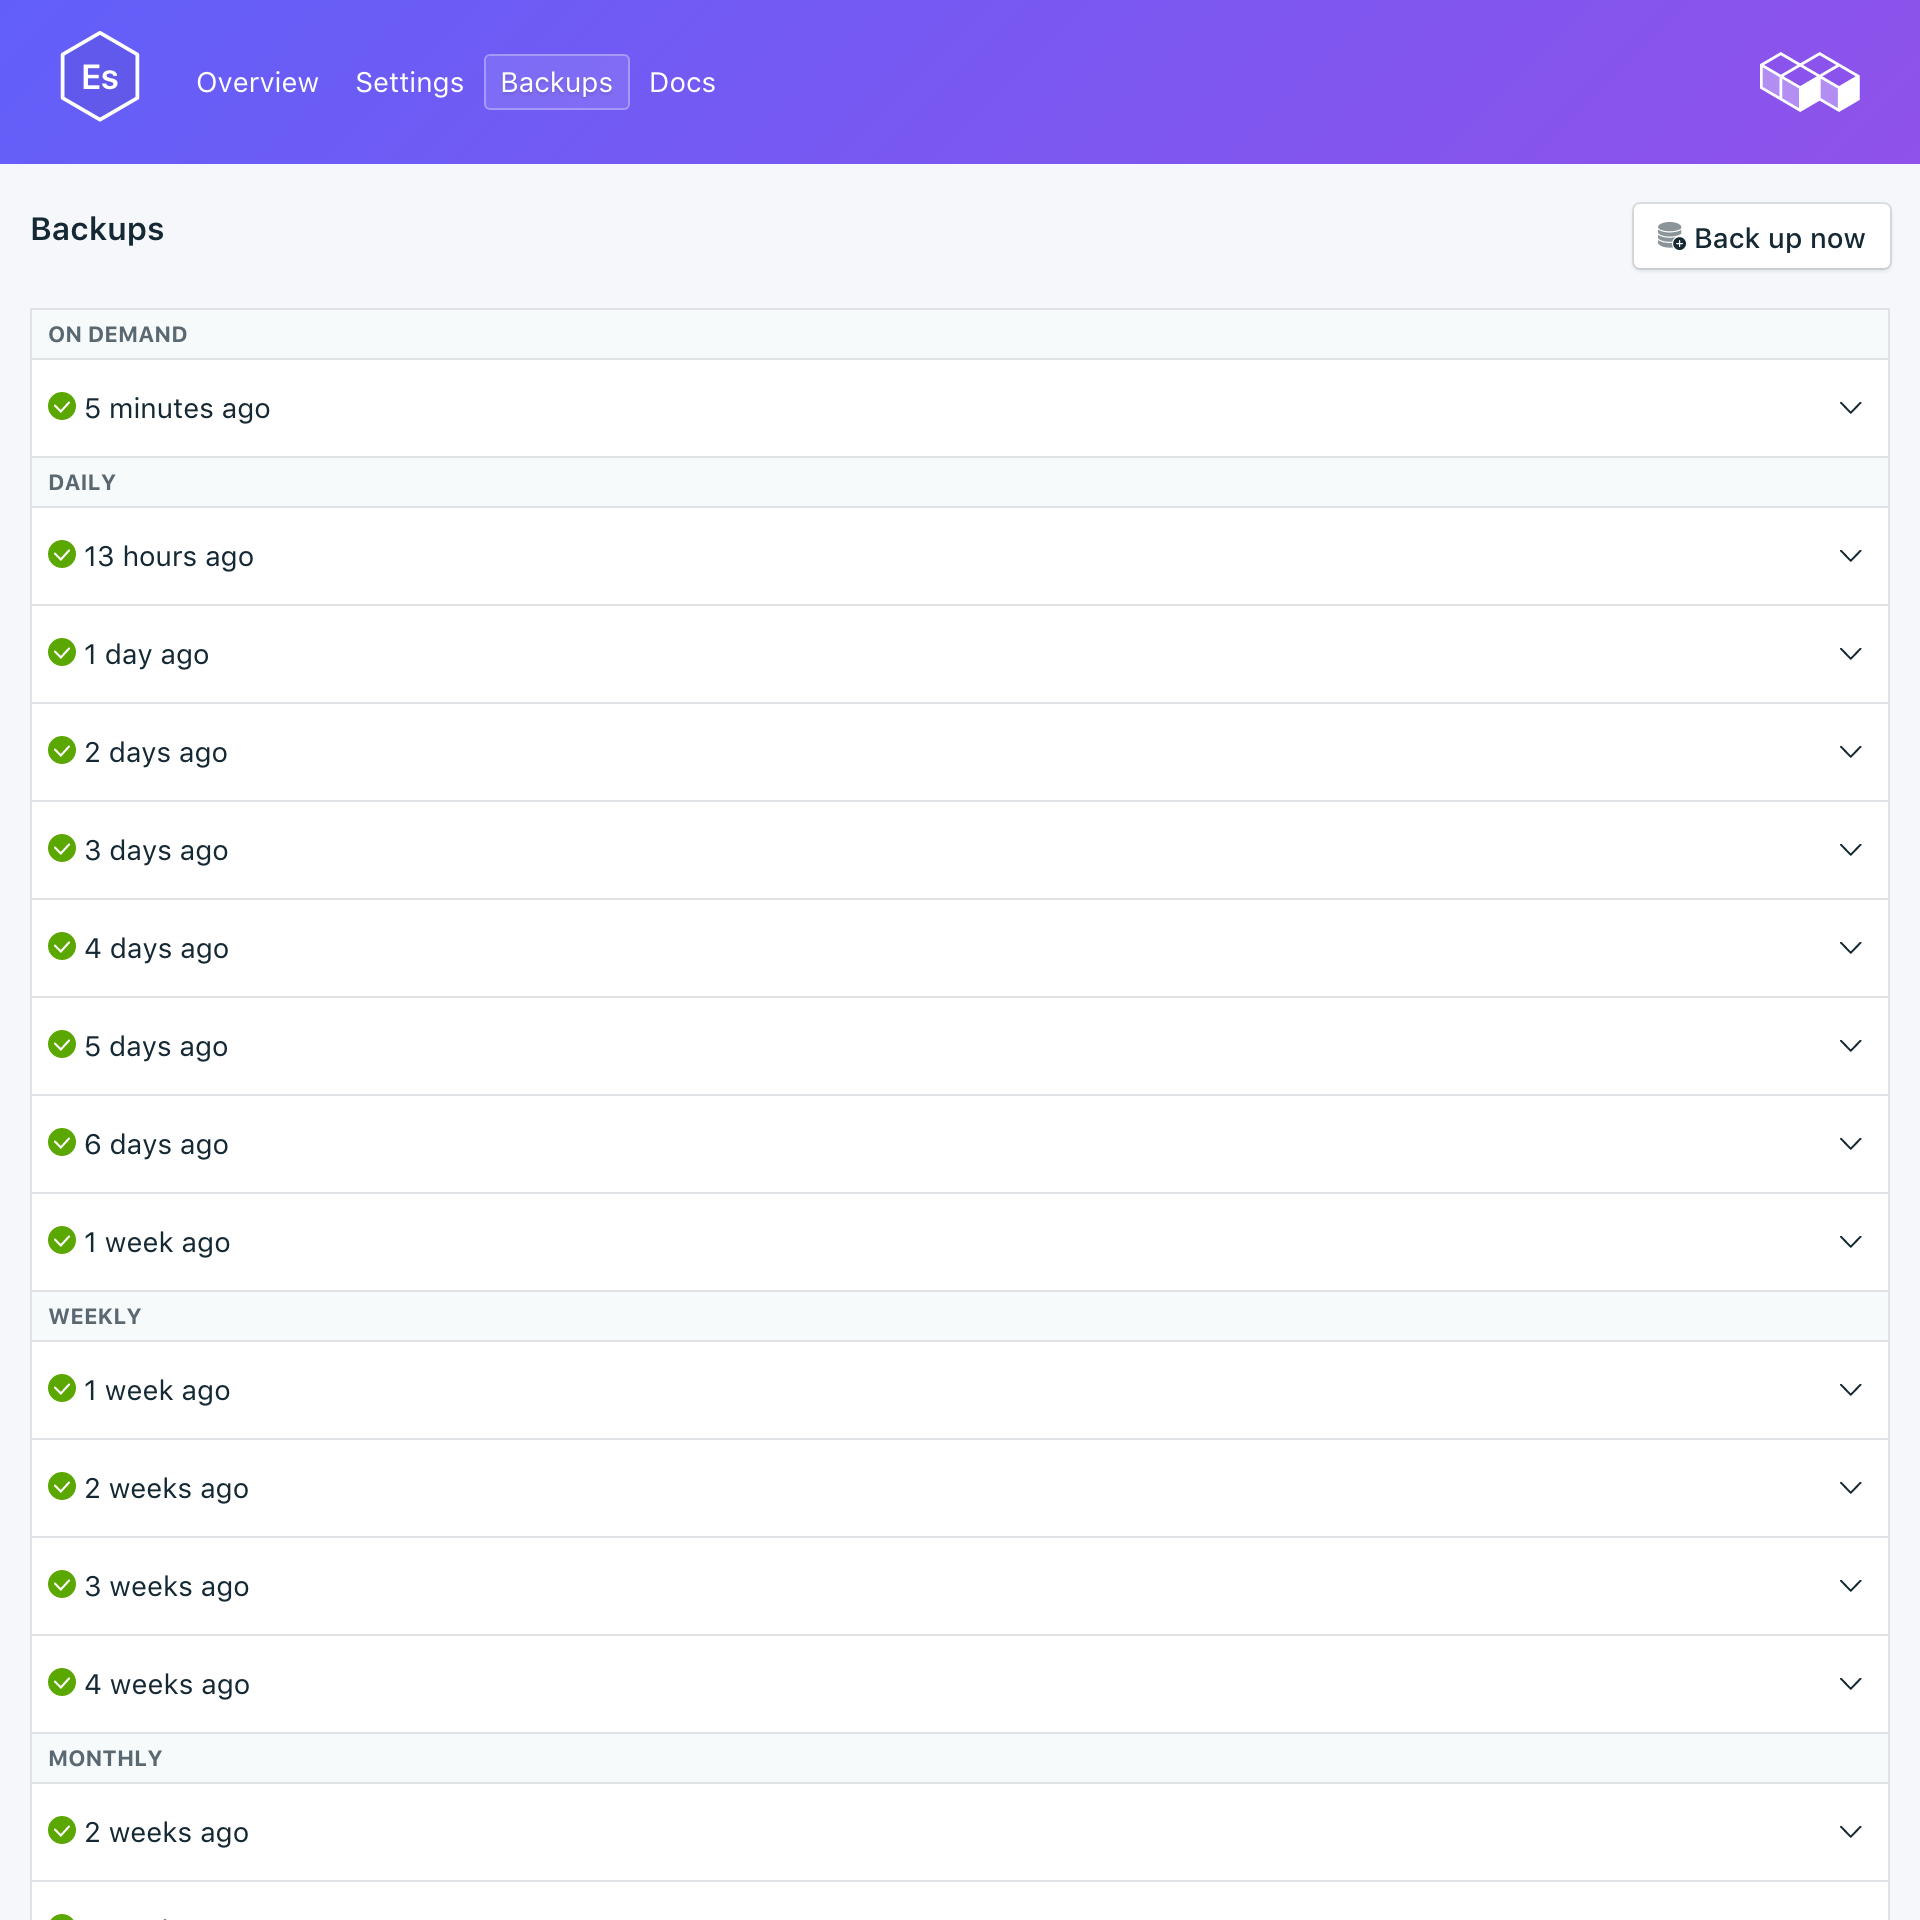 Es
Overview Settings Backups Docs
Backups
Back up now
ON DEMAND
5 minutes ago
DAILY
13 hours ago
1 day ago
2 days ago
3 days ago
4 days ago
5 days ago
6 days ago
1 week ago
WEEKLY
1 week ago
2 weeks ago
3 weeks ago
4 weeks ago
MONTHLY
2 weeks ago